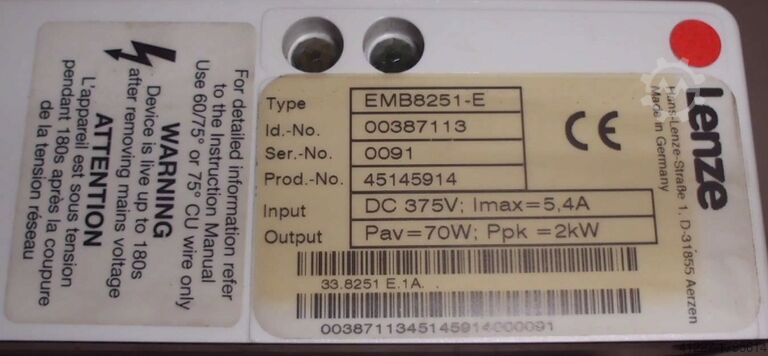 For detailed information refer
to the Instruction Manual
Use 60/75° or 75° CU wire only
WARNING
Device is live up to 180s
after removing mains voltage
ATTENTION
L'appareil est sous tension
pendant 180s après la coupure
de la tension réseau
Type EMB8251-E
Id.-No. 00387113
Ser.-No. 0091
Prod.-No. 45145914
Input DC 375V; Imax=5,4A
Output Pav=70W; Ppk=2kW
CE
33.8251 E.1A.
0038711345145914000091
Lenze
Hans-Lenze-Straße 1, D-31855 Aerzen
Made in Germany